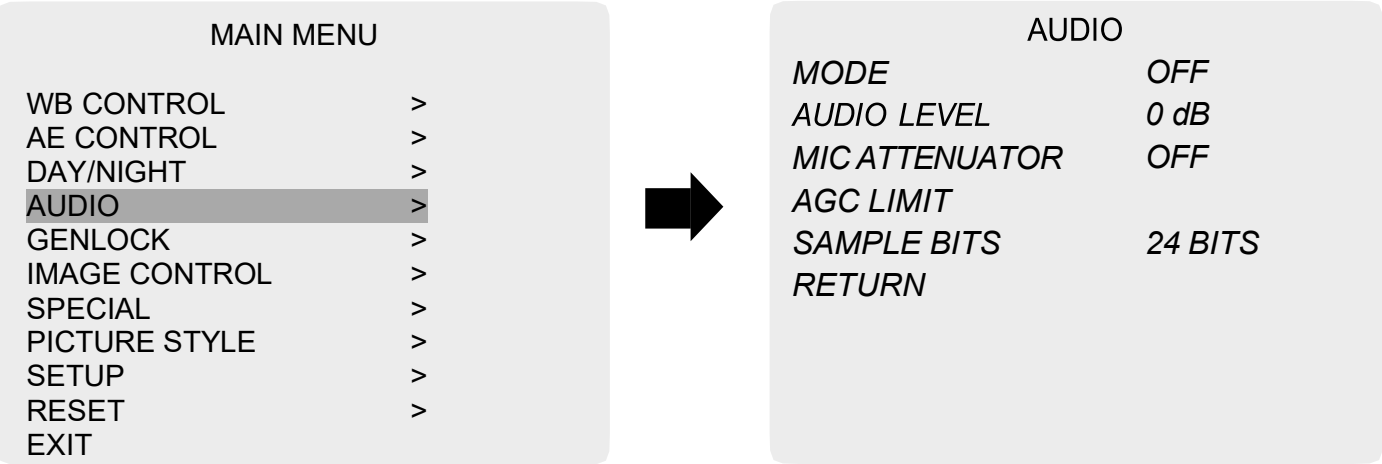 MAIN MENU
WB CONTROL >
AE CONTROL >
DAY/NIGHT >
AUDIO >
GENLOCK >
IMAGE CONTROL >
SPECIAL >
PICTURE STYLE >
SETUP >
RESET >
EXIT
AUDIO
MODE OFF
AUDIO LEVEL 0 dB
MIC ATTENUATOR OFF
AGC LIMIT
SAMPLE BITS 24 BITS
RETURN